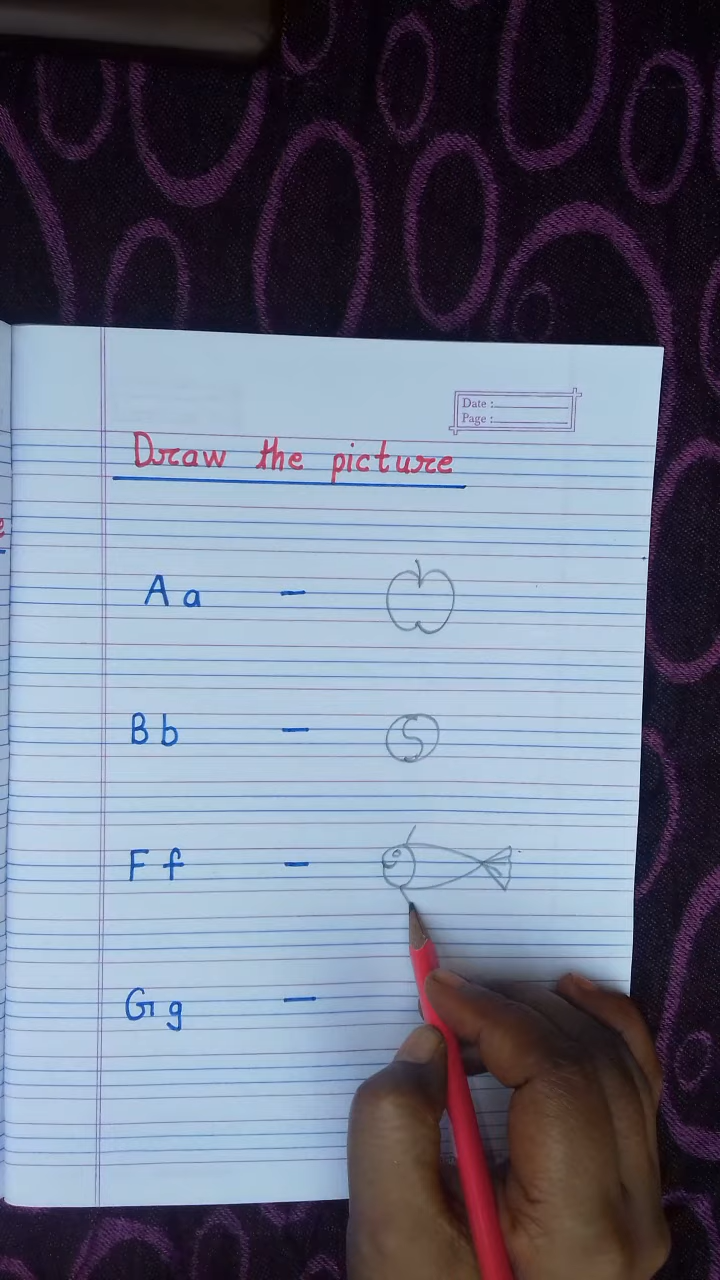 Date :
Page :
Draw the picture
A a -
B b -
F f -
G g -
e